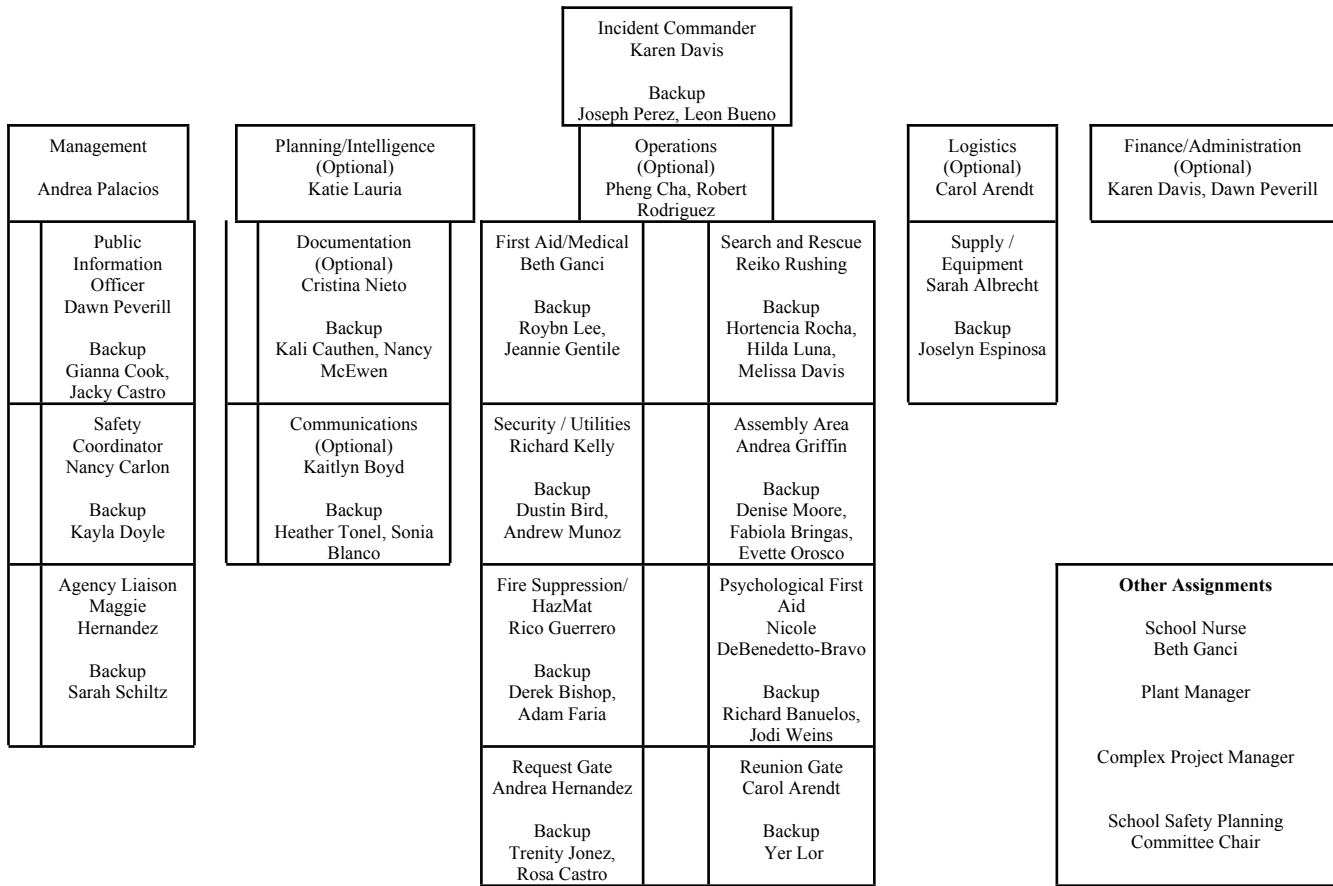 Incident Commander
Karen Davis
Backup
Joseph Perez, Leon Bueno
Management
Andrea Palacios
Planning/Intelligence
(Optional)
Katie Lauria
Operations
(Optional)
Pheng Cha, Robert
Rodriguez
Logistics
(Optional)
Carol Arendt
Finance/Administration
(Optional)
Karen Davis, Dawn Peverill
Public
Information
Officer
Dawn Peverill
Backup
Gianna Cook,
Jacky Castro
Documentation
(Optional)
Cristina Nieto
Backup
Kali Cauthen, Nancy
McEwen
First Aid/Medical
Beth Ganci
Backup
Roybn Lee,
Jeannie Gentile
Search and Rescue
Reiko Rushing
Backup
Hortencia Rocha,
Hilda Luna,
Melissa Davis
Supply /
Equipment
Sarah Albrecht
Backup
Joselyn Espinosa
Safety
Coordinator
Nancy Carlon
Backup
Kayla Doyle
Communications
(Optional)
Kaitlyn Boyd
Backup
Heather Tonel, Sonia
Blanco
Security / Utilities
Richard Kelly
Backup
Dustin Bird,
Andrew Munoz
Assembly Area
Andrea Griffin
Backup
Denise Moore,
Fabiola Bringas,
Evette Orosco
Agency Liaison
Maggie
Hernandez
Backup
Sarah Schiltz
Fire Suppression/
HazMat
Rico Guerrero
Backup
Derek Bishop,
Adam Faria
Psychological First
Aid
Nicole
DeBenedetto-Bravo
Backup
Richard Banuelos,
Jodi Weins
Other Assignments
School Nurse
Beth Ganci
Plant Manager
Complex Project Manager
School Safety Planning
Committee Chair
Request Gate
Andrea Hernandez
Backup
Trenity Jonez,
Rosa Castro
Reunion Gate
Carol Arendt
Backup
Yer Lor